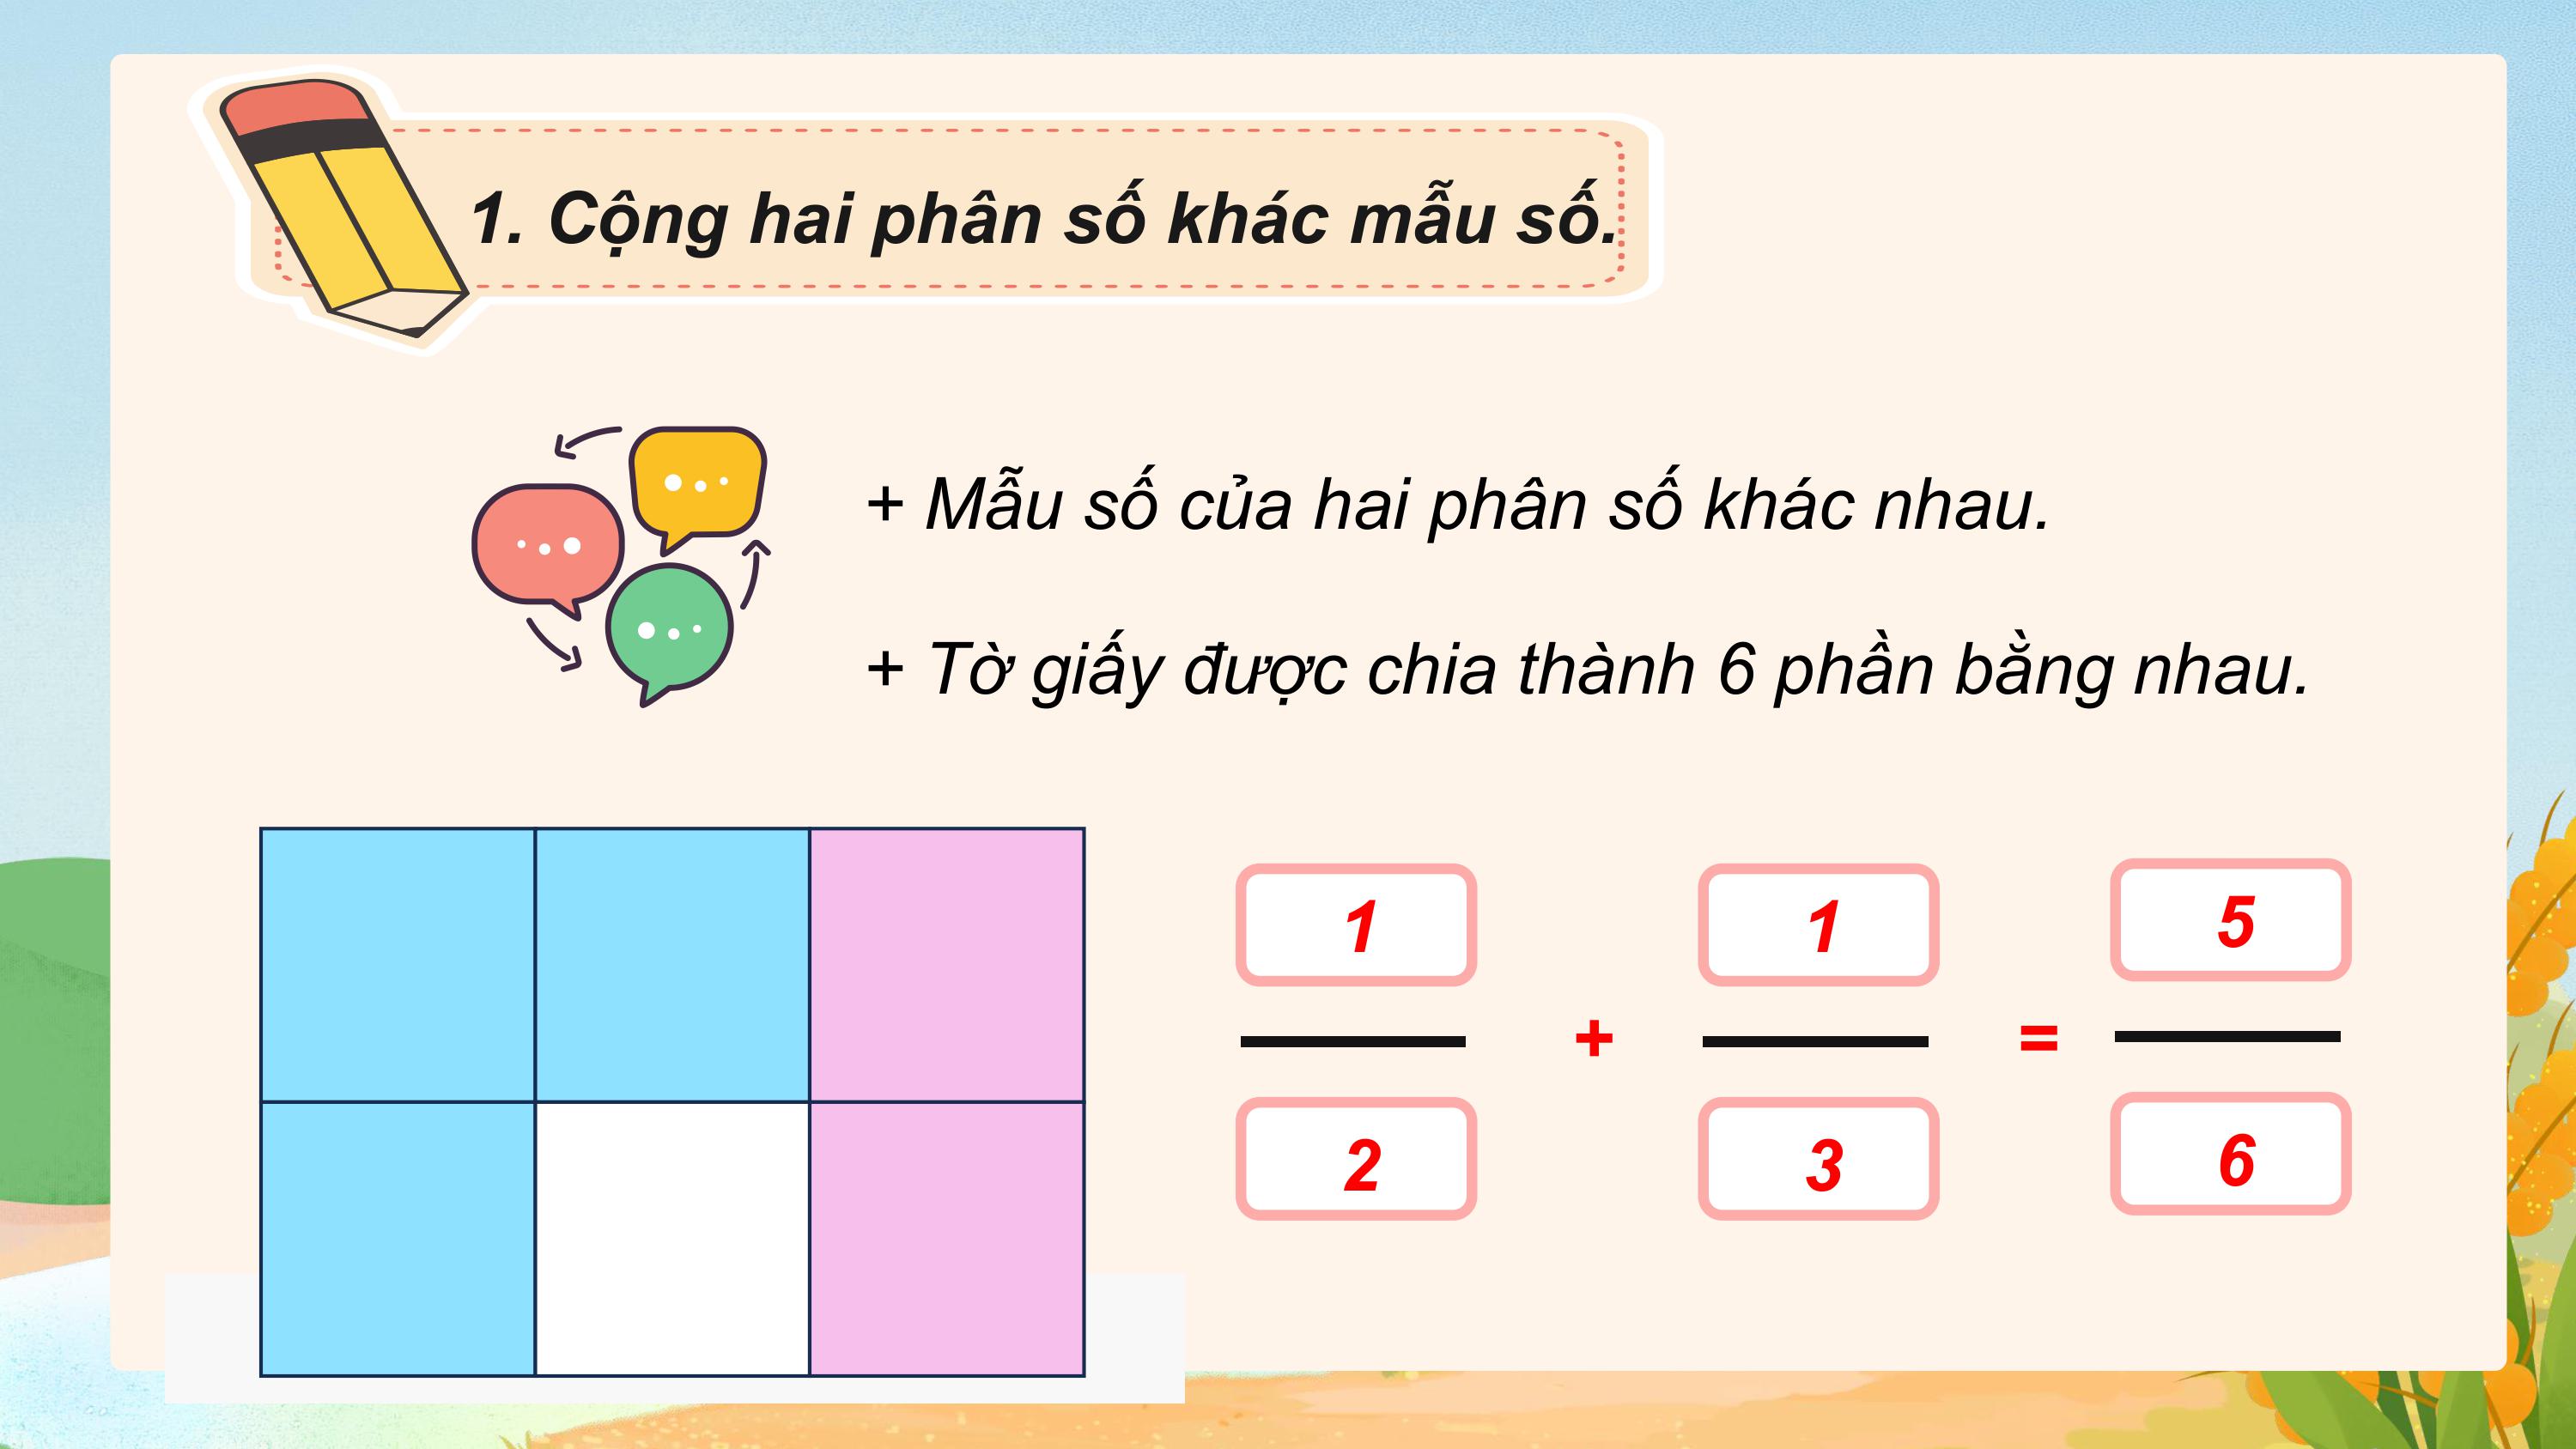 1. Cộng hai phân số khác mẫu số.
+ Mẫu số của hai phân số khác nhau.
+ Tờ giấy được chia thành 6 phần bằng nhau.
1 1 5
+ =
2 3 6